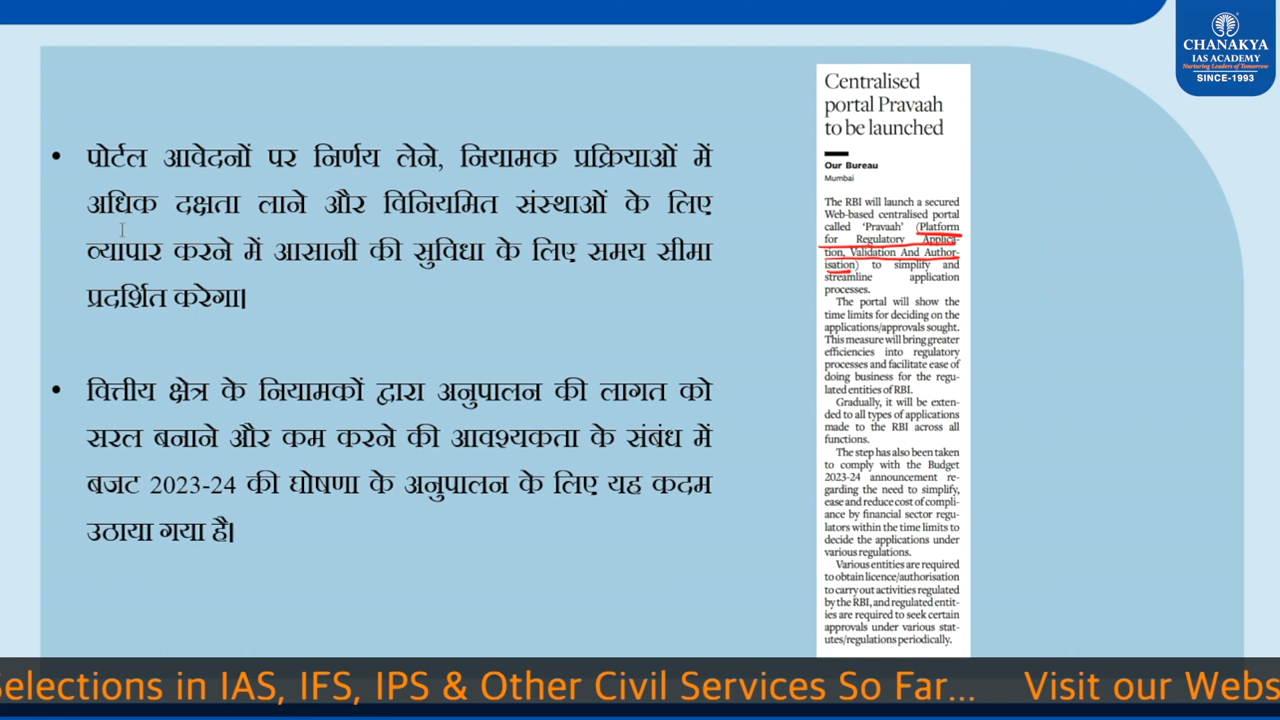 CHANAKYA
IAS ACADEMY
Nurturing Leaders of Tomorrow
SINCE-1993
• पोर्टल आवेदनों पर निर्णय लेने, नियामक प्रक्रियाओं में
अधिक दक्षता लाने और विनियमित संस्थाओं के लिए
व्यापार करने में आसानी की सुविधा के लिए समय सीमा
प्रदर्शित करेगा।
• वित्तीय क्षेत्र के नियामकों द्वारा अनुपालन की लागत को
सरल बनाने और कम करने की आवश्यकता के संबंध में
बजट 2023-24 की घोषणा के अनुपालन के लिए यह कदम
उठाया गया है।
Centralised
portal Pravaah
to be launched
Our Bureau
Mumbai
The RBI will launch a secured
Web-based centralised portal
called ‘Pravaah’ (Platform
for Regulatory Applica-
tion, Validation And Author-
isation) to simplify and
streamline application
processes.
The portal will show the
time limits for deciding on the
applications/approvals sought.
This measure will bring greater
efficiencies into regulatory
processes and facilitate ease of
doing business for the regu-
lated entities of RBI.
Gradually, it will be exten-
ded to all types of applications
made to the RBI across all
functions.
The step has also been taken
to comply with the Budget
2023-24 announcement re-
garding the need to simplify,
ease and reduce cost of compli-
ance by financial sector regu-
lators within the time limits to
decide the applications under
various regulations.
Various entities are required
to obtain licence/authorisation
to carry out activities regulated
by the RBI, and regulated entit-
ies are required to seek certain
approvals under various stat-
utes/regulations periodically.
Selections in IAS, IFS, IPS & Other Civil Services So Far... Visit our Webs